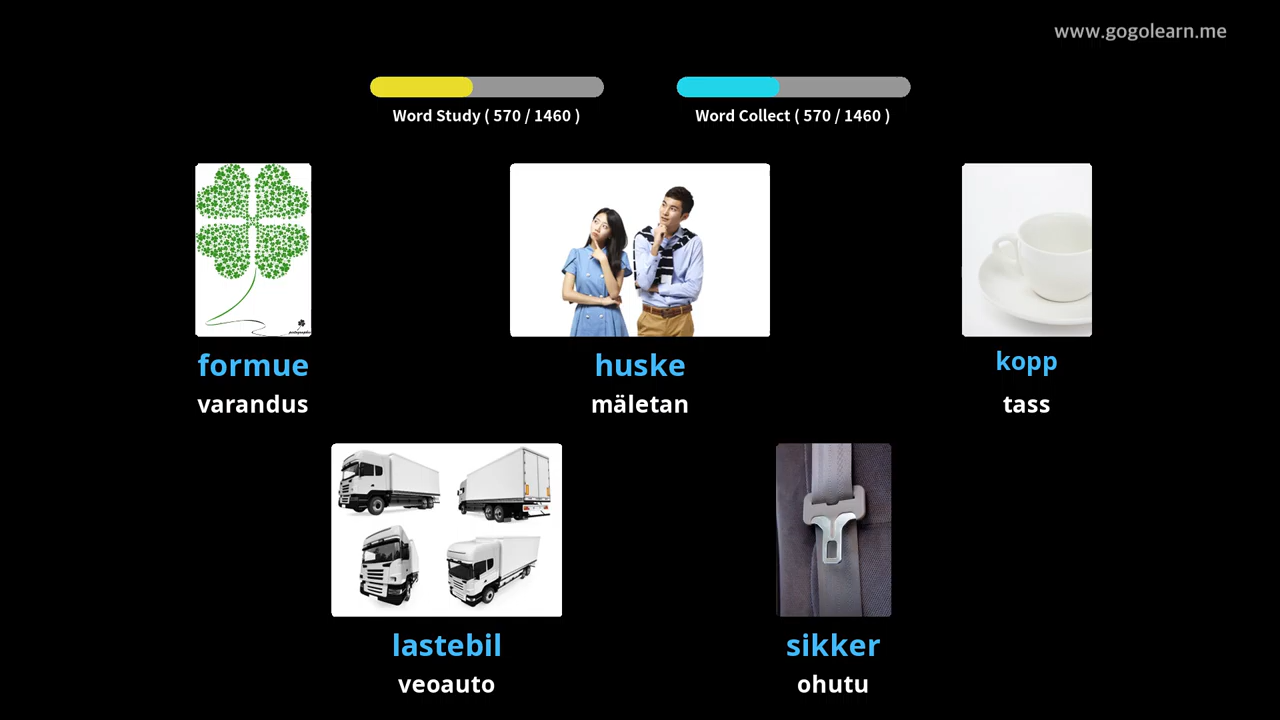 www.gogolearn.me
Word Study ( 570 / 1460 )
Word Collect ( 570 / 1460 )
formue
varandus
huske
mäletan
kopp
tass
lastebil
veoauto
sikker
ohutu